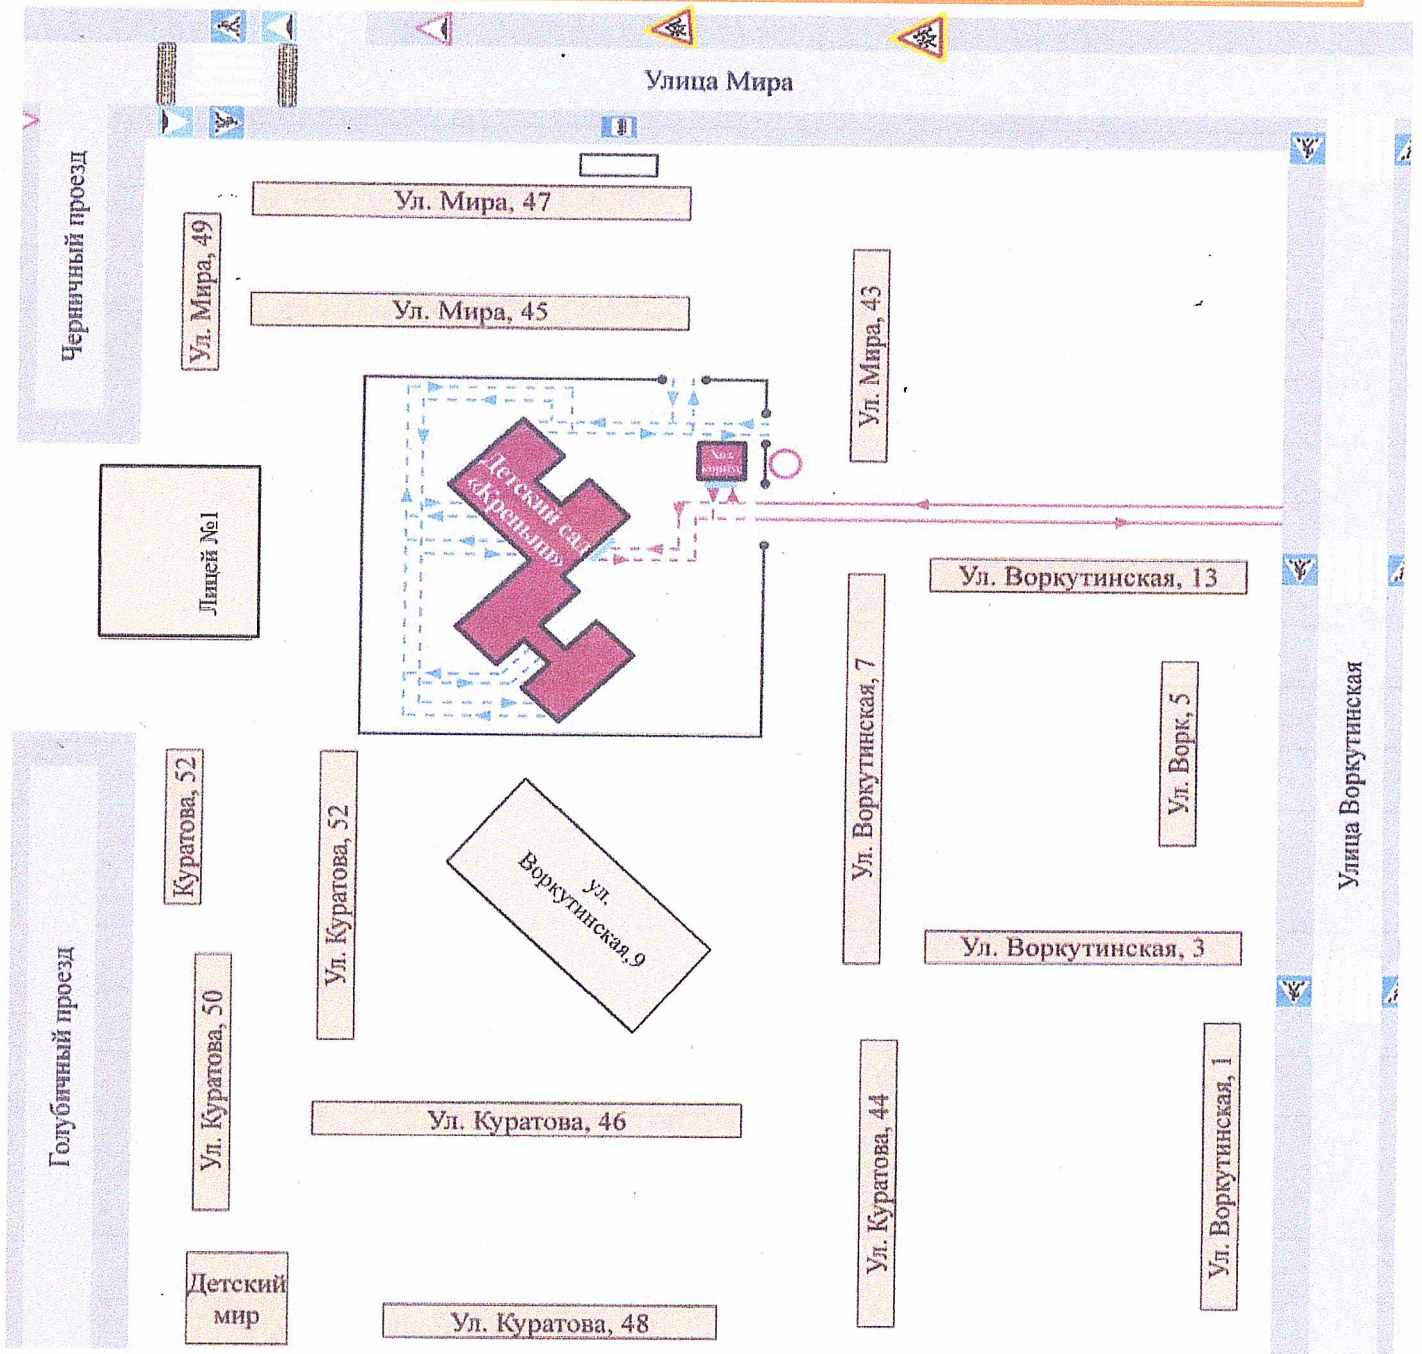 Улица Мира
Черничный проезд
Ул. Мира, 47
Ул. Мира, 49
Ул. Мира, 45
Ул. Мира, 43
Хоз.
корпус
Детский сад
«Крепыш»
Лицей №1
Ул. Воркутинская, 13
Ул. Воркутинская, 7
Ул. Ворк, 5
Улица Воркутинская
Куратова, 52
Ул. Куратова, 52
ул.
Воркутинская,9
Ул. Воркутинская, 3
Голубичный проезд
Ул. Куратова, 50
Ул. Куратова, 46
Ул. Куратова, 44
Ул. Воркутинская, 1
Детский
мир
Ул. Куратова, 48